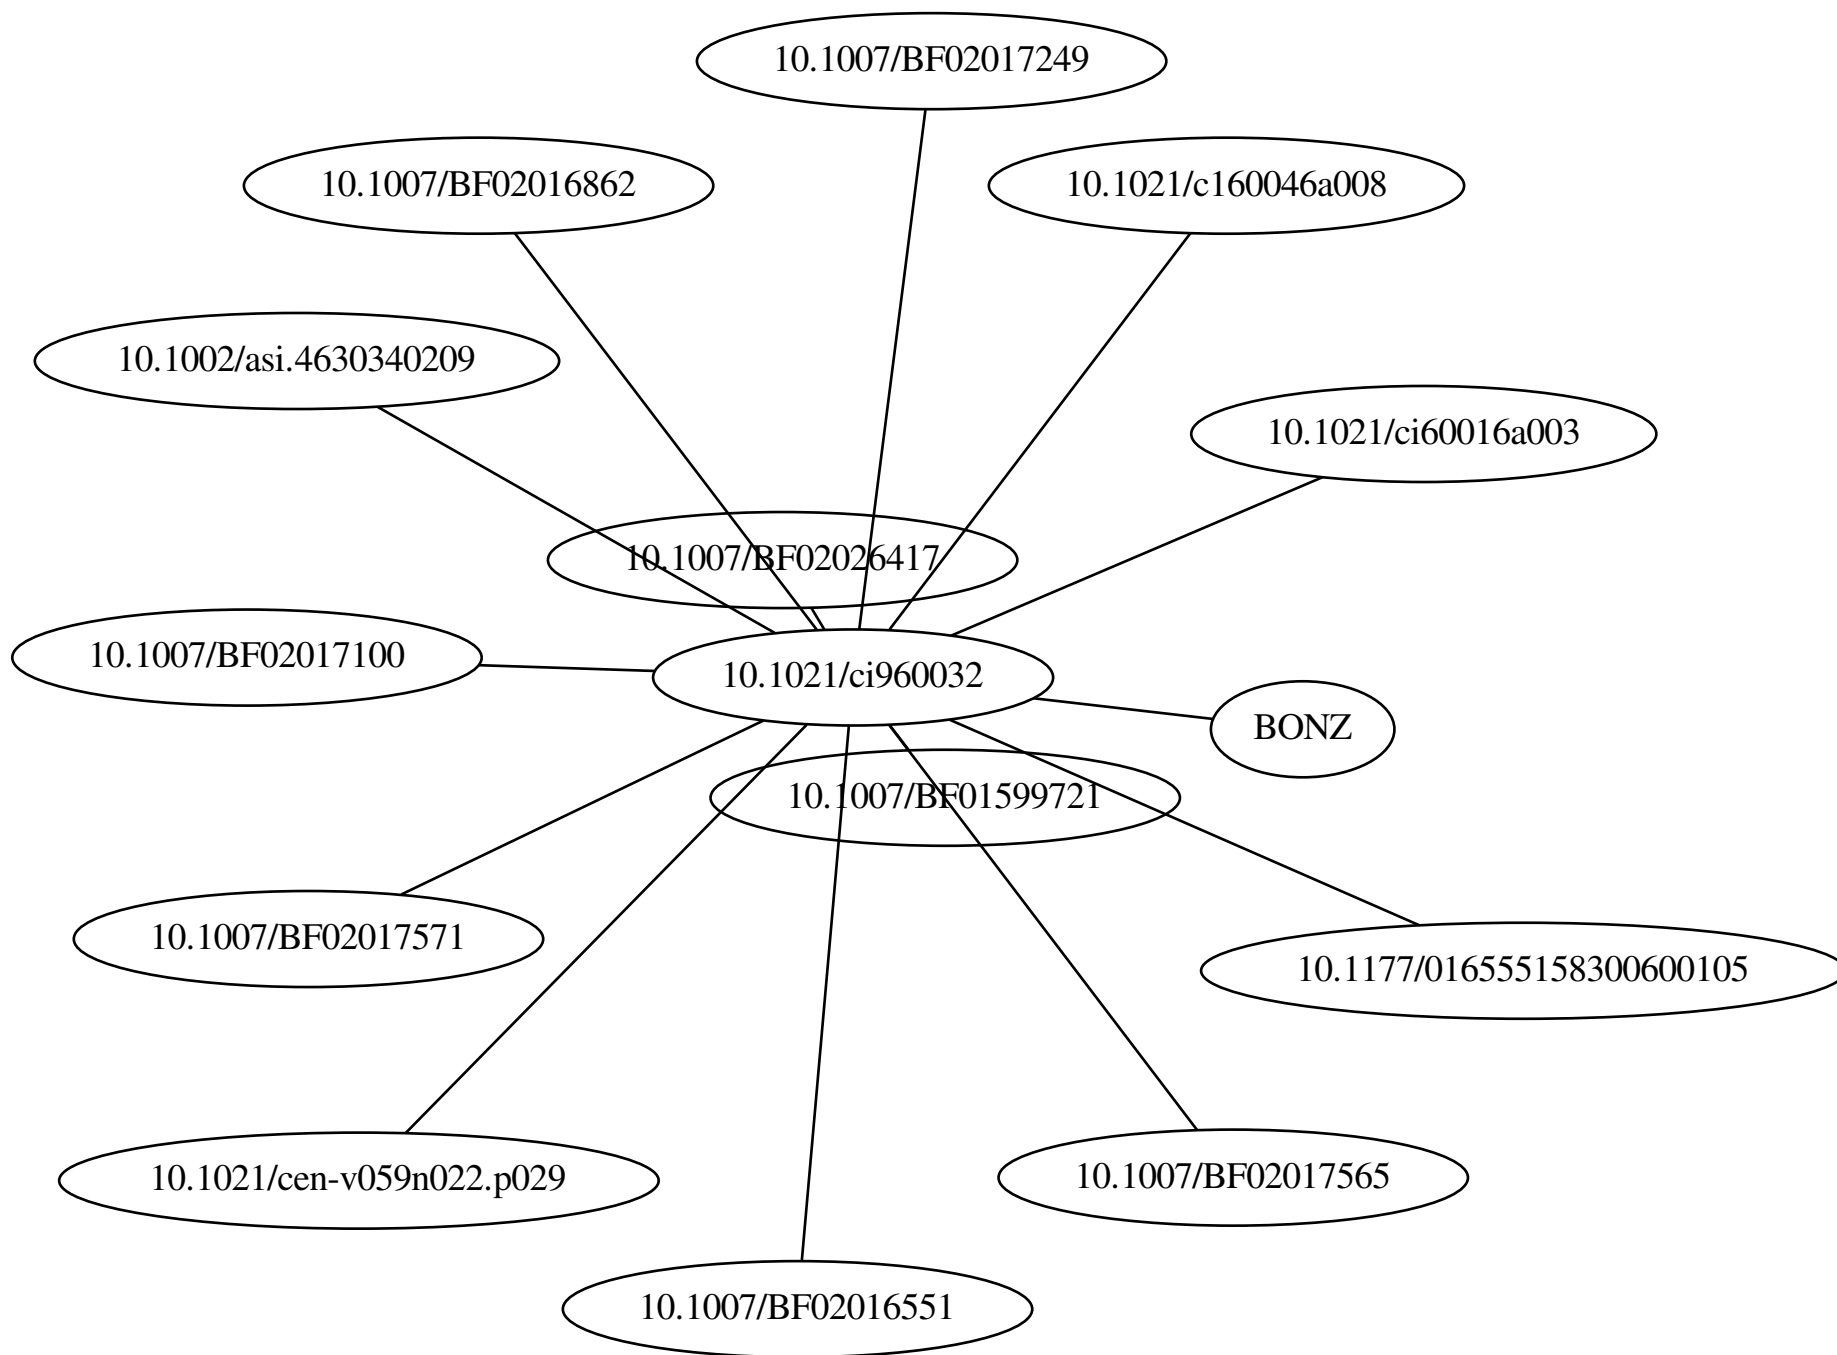 10.1007/BF02017249
10.1007/BF02016862
10.1021/c160046a008
10.1002/asi.4630340209
10.1021/ci60016a003
10.1007/BF02026417
10.1007/BF02017100
10.1021/ci960032
BONZ
10.1007/BF01599721
10.1007/BF02017571
10.1177/016555158300600105
10.1021/cen-v059n022.p029
10.1007/BF02017565
10.1007/BF02016551